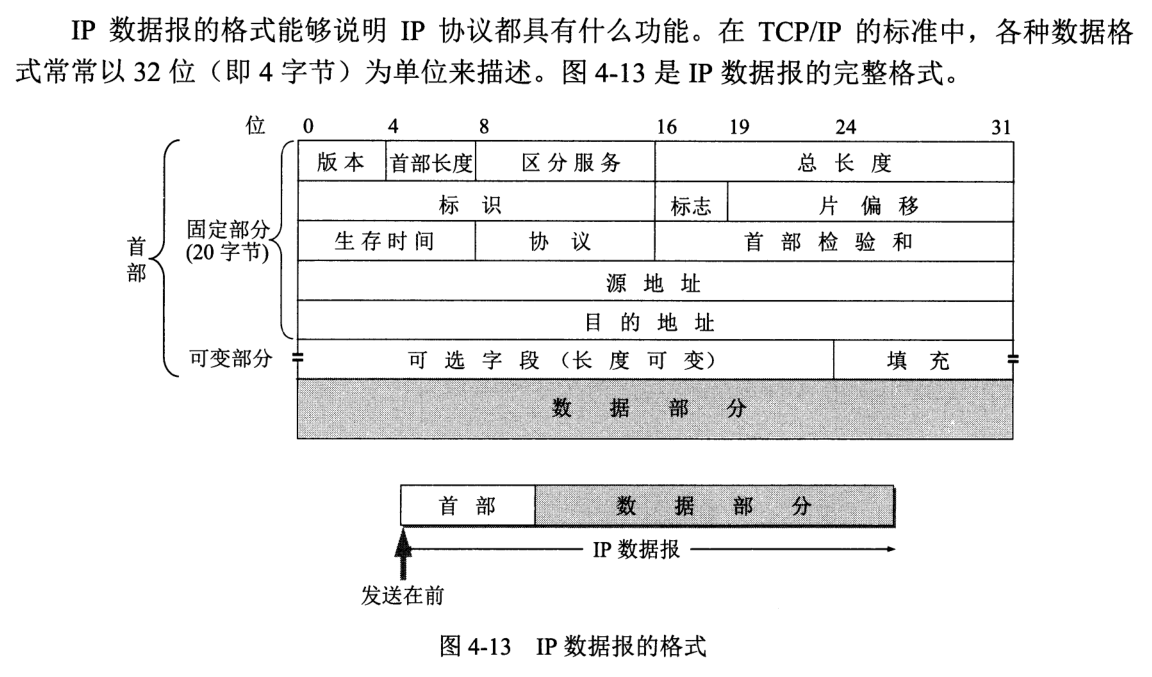 IP 数据报的格式能够说明 IP 协议都具有什么功能。在 TCP/IP 的标准中，各种数据格
式常常以 32 位（即 4 字节）为单位来描述。图 4-13 是 IP 数据报的完整格式。
位 0 4 8 16 19 24 31
版本 首部长度 区分服务 总长度
标识 标志 片偏移
固定部分
(20 字节)
生存时间 协议 首部检验和
首部
源地址
目的地址
可变部分 可选字段（长度可变） 填充
数据部分
首部 数据部分
IP 数据报
发送在前
图 4-13 IP 数据报的格式